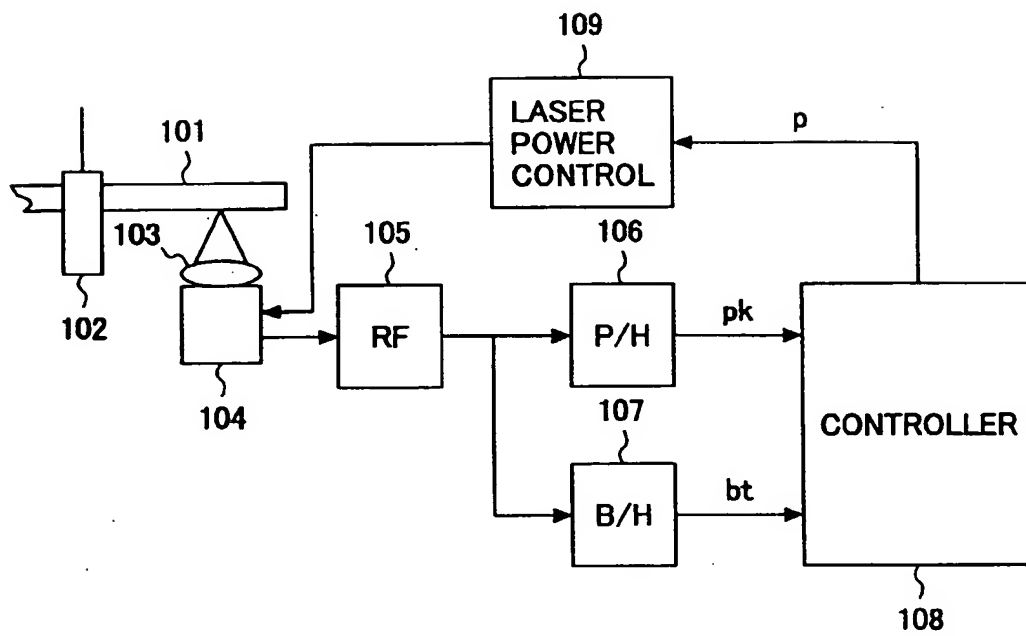 109
LASER
POWER
CONTROL
p
101
103
102
104
105
RF
106
P/H
pk
107
B/H
bt
CONTROLLER
108